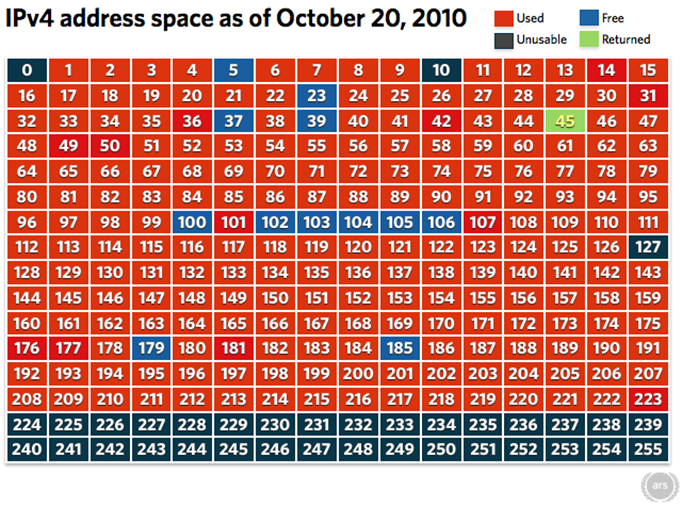 IPv4 address space as of October 20, 2010
Used
Free
Unusable
Returned
0 1 2 3 4 5 6 7 8 9 10 11 12 13 14 15
16 17 18 19 20 21 22 23 24 25 26 27 28 29 30 31
32 33 34 35 36 37 38 39 40 41 42 43 44 45 46 47
48 49 50 51 52 53 54 55 56 57 58 59 60 61 62 63
64 65 66 67 68 69 70 71 72 73 74 75 76 77 78 79
80 81 82 83 84 85 86 87 88 89 90 91 92 93 94 95
96 97 98 99 100 101 102 103 104 105 106 107 108 109 110 111
112 113 114 115 116 117 118 119 120 121 122 123 124 125 126 127
128 129 130 131 132 133 134 135 136 137 138 139 140 141 142 143
144 145 146 147 148 149 150 151 152 153 154 155 156 157 158 159
160 161 162 163 164 165 166 167 168 169 170 171 172 173 174 175
176 177 178 179 180 181 182 183 184 185 186 187 188 189 190 191
192 193 194 195 196 197 198 199 200 201 202 203 204 205 206 207
208 209 210 211 212 213 214 215 216 217 218 219 220 221 222 223
224 225 226 227 228 229 230 231 232 233 234 235 236 237 238 239
240 241 242 243 244 245 246 247 248 249 250 251 252 253 254 255
ars